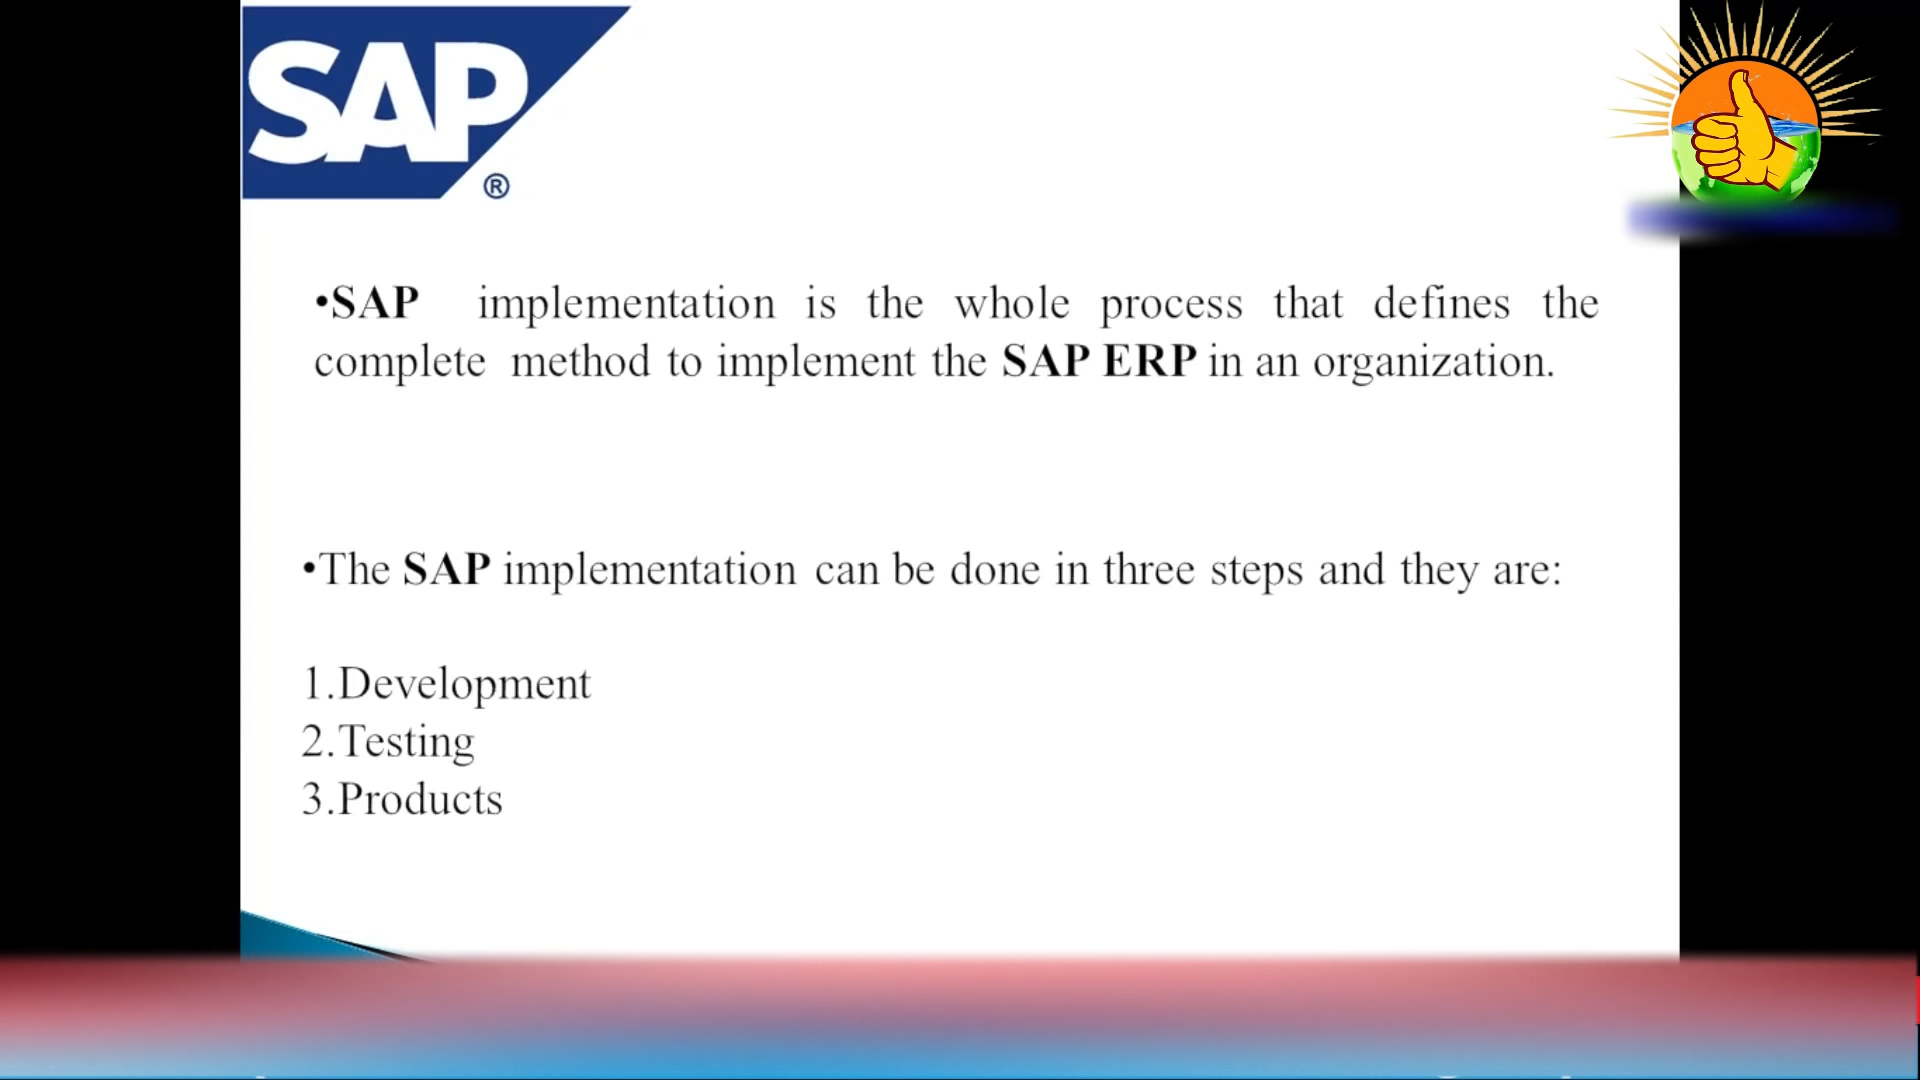 SAP
®
•SAP implementation is the whole process that defines the
complete method to implement the SAP ERP in an organization.
•The SAP implementation can be done in three steps and they are:
1.Development
2.Testing
3.Products